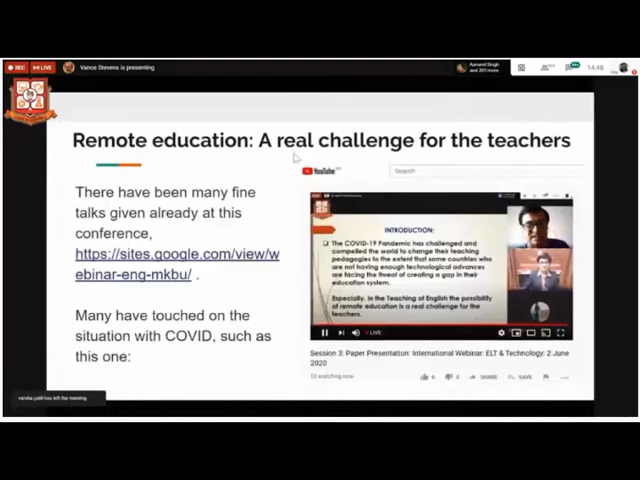 REC LIVE Vance Stevens is presenting
Aanand Singh
and 201 more
14:48
Remote education: A real challenge for the teachers
There have been many fine
talks given already at this
conference,
https://sites.google.com/view/w
ebinar-eng-mkbu/ .
Many have touched on the
situation with COVID, such as
this one:
YouTube
Search
INTRODUCTION:
The COVID-19 Pandemic has challenged and
compelled the world to change their teaching
pedagogies to the extent that some countries who
are not having enough technological advances
are facing the threat of creating a gap in their
education system.
Especially, in the Teaching of English the possibility
of remote education is a real challenge for the
teachers.
LIVE
Session 3: Paper Presentation: International Webinar: ELT & Technology: 2 June
2020
13 watching now
6
0
SHARE
SAVE
varsha patil has left the meeting